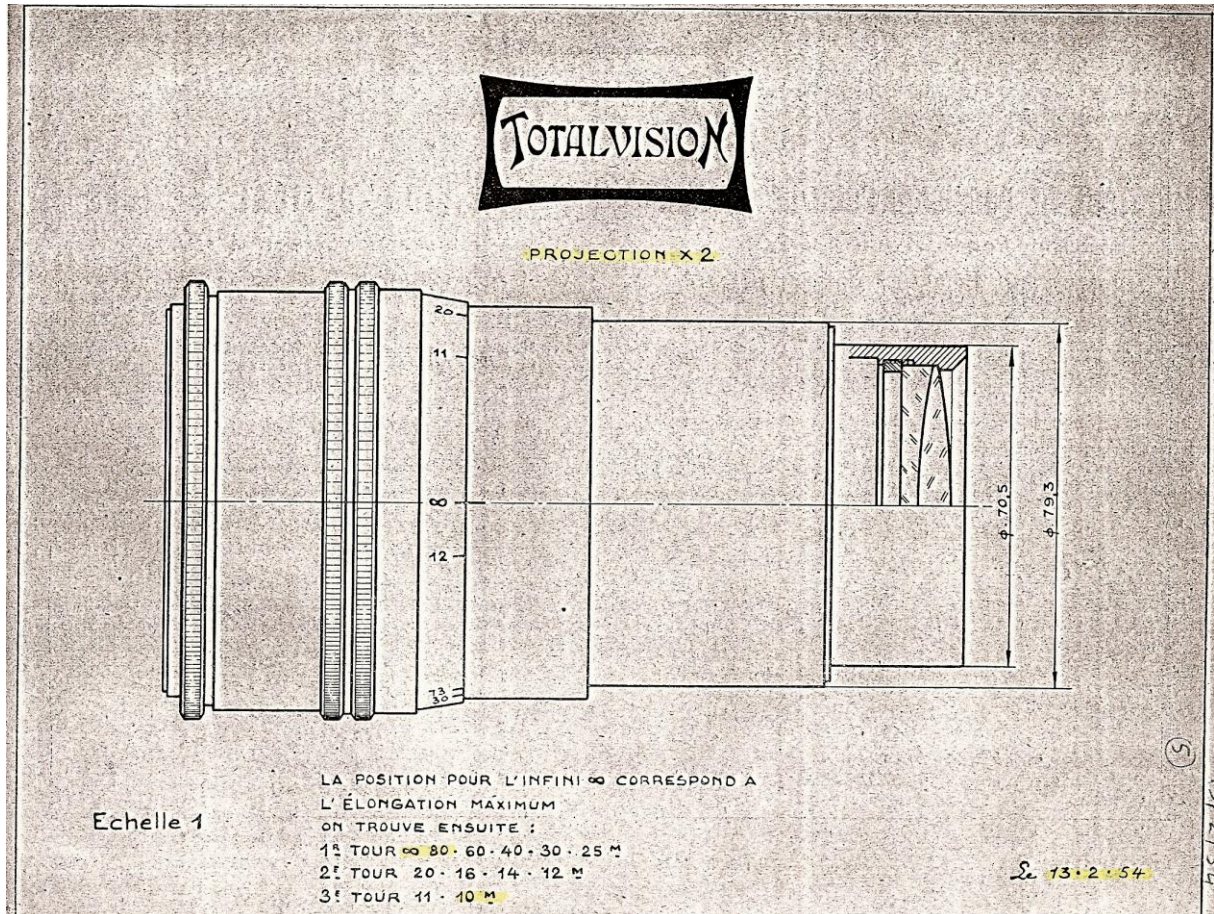 TOTALVISION
PROJECTION X 2
20
11
∞
12
30
φ.70,5
φ.79,3
5
LA POSITION POUR L'INFINI ∞ CORRESPOND A
L'ÉLONGATION MAXIMUM
ON TROUVE ENSUITE :
Echelle 1
1R TOUR ∞ 80 · 60 · 40 · 30 · 25 M
2E TOUR 20 · 16 · 14 · 12 M
3E TOUR 11 · 10 M
Le 13 · 2 · 54